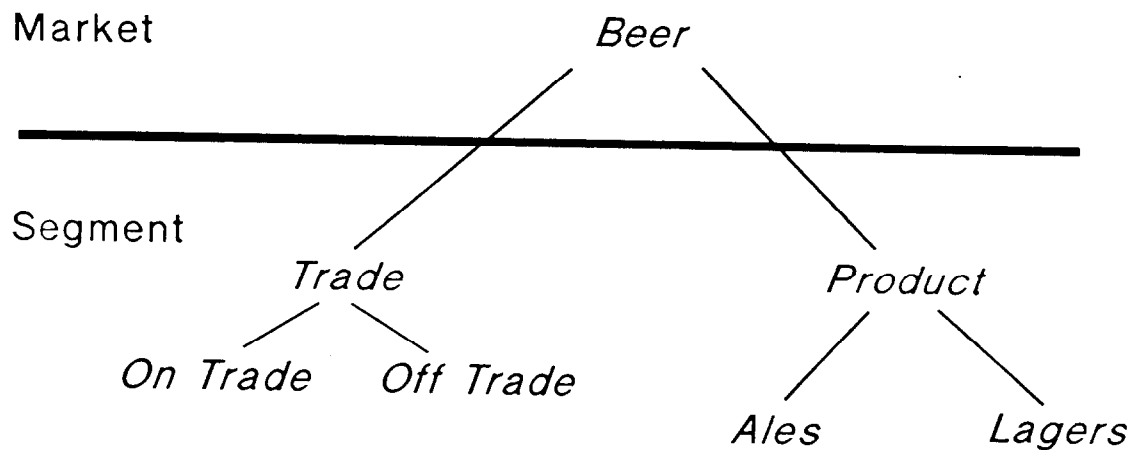 Market
Beer
Segment
Trade
Product
On Trade
Off Trade
Ales
Lagers